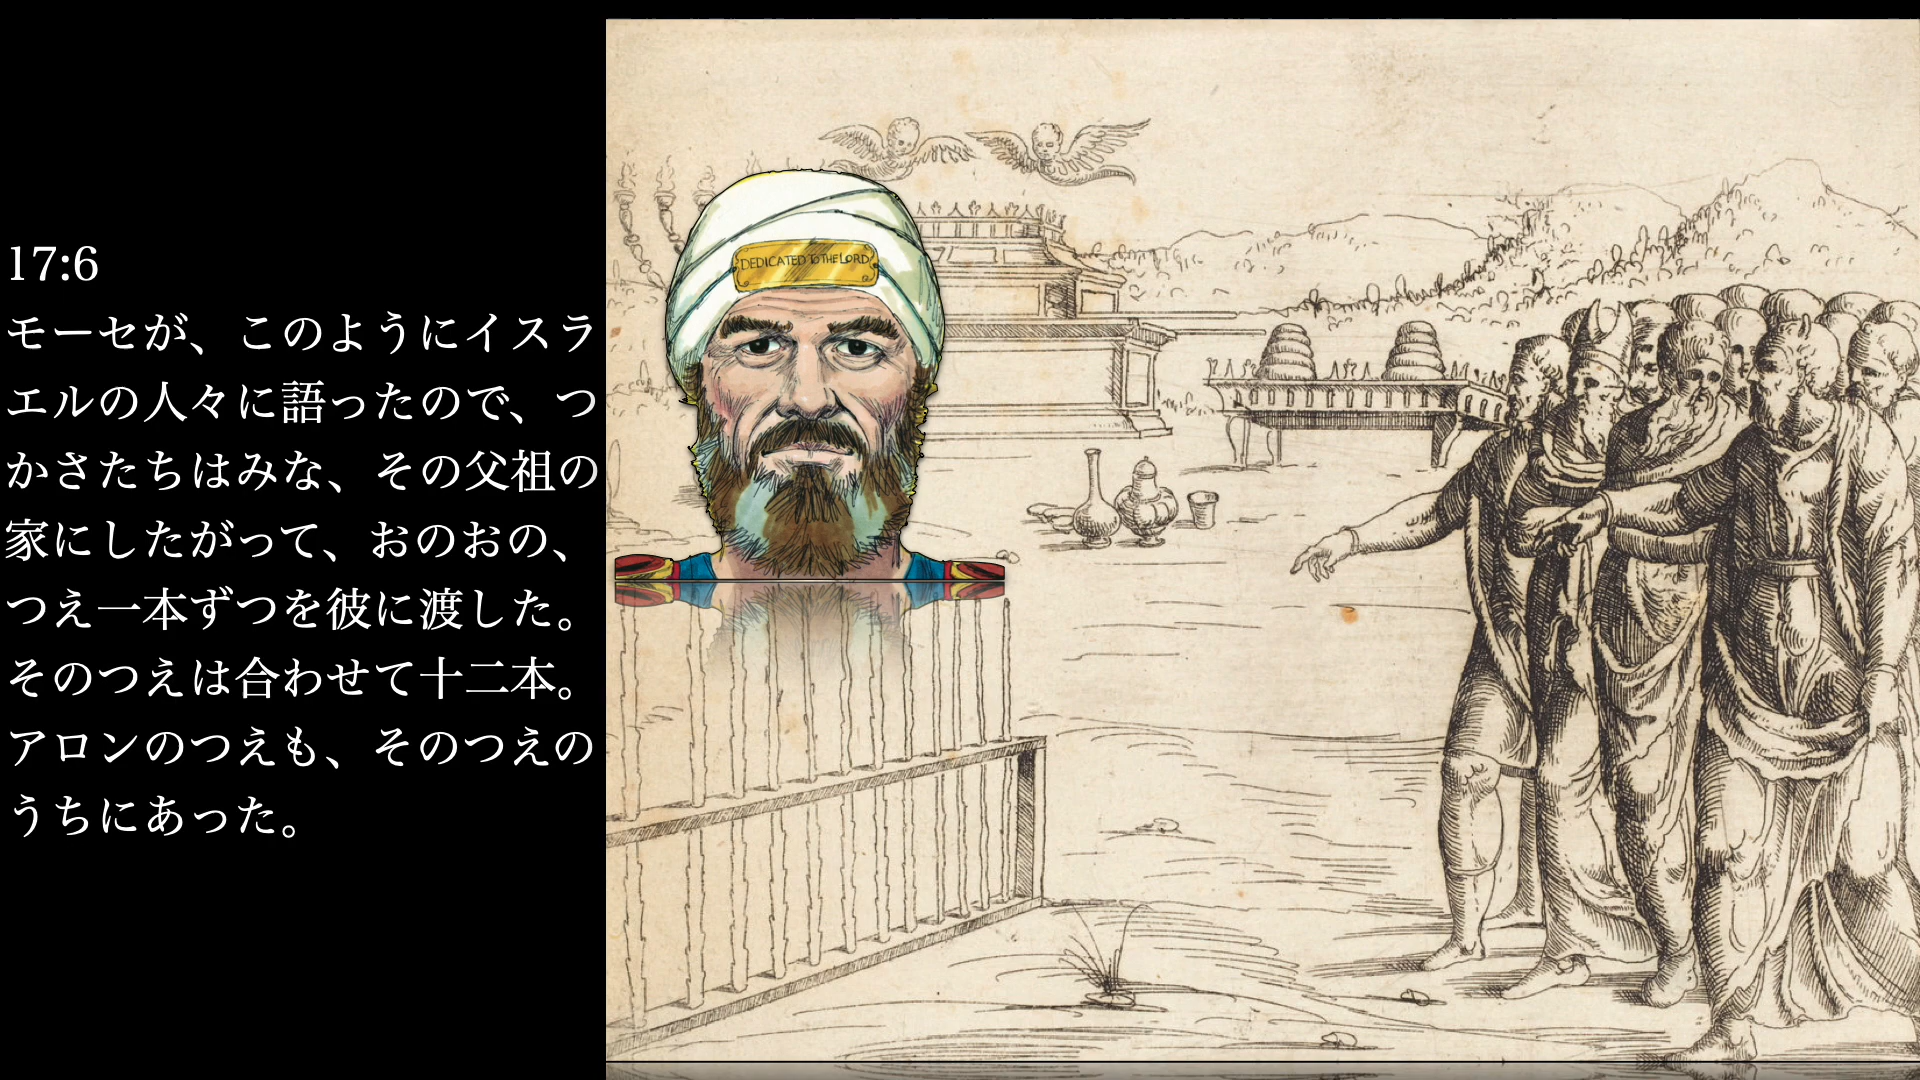 17:6
モーセが、このようにイスラ
エルの人々に語ったので、つ
かさたちはみな、その父祖の
家にしたがって、おのおの、
つえ一本ずつを彼に渡した。
そのつえは合わせて十二本。
アロンのつえも、そのつえの
うちにあった。
DEDICATED TO THE LORD